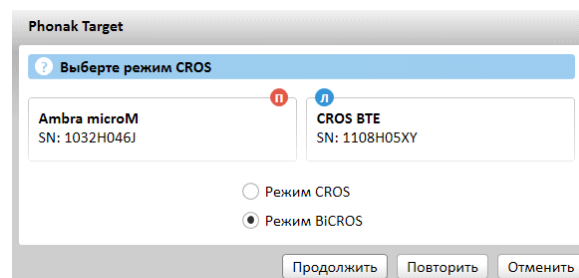 Phonak Target
? Выберте режим CROS
П
Л
Ambra microM
SN: 1032H046J
CROS BTE
SN: 1108H05XY
Режим CROS
Режим BiCROS
Продолжить
Повторить
Отменить